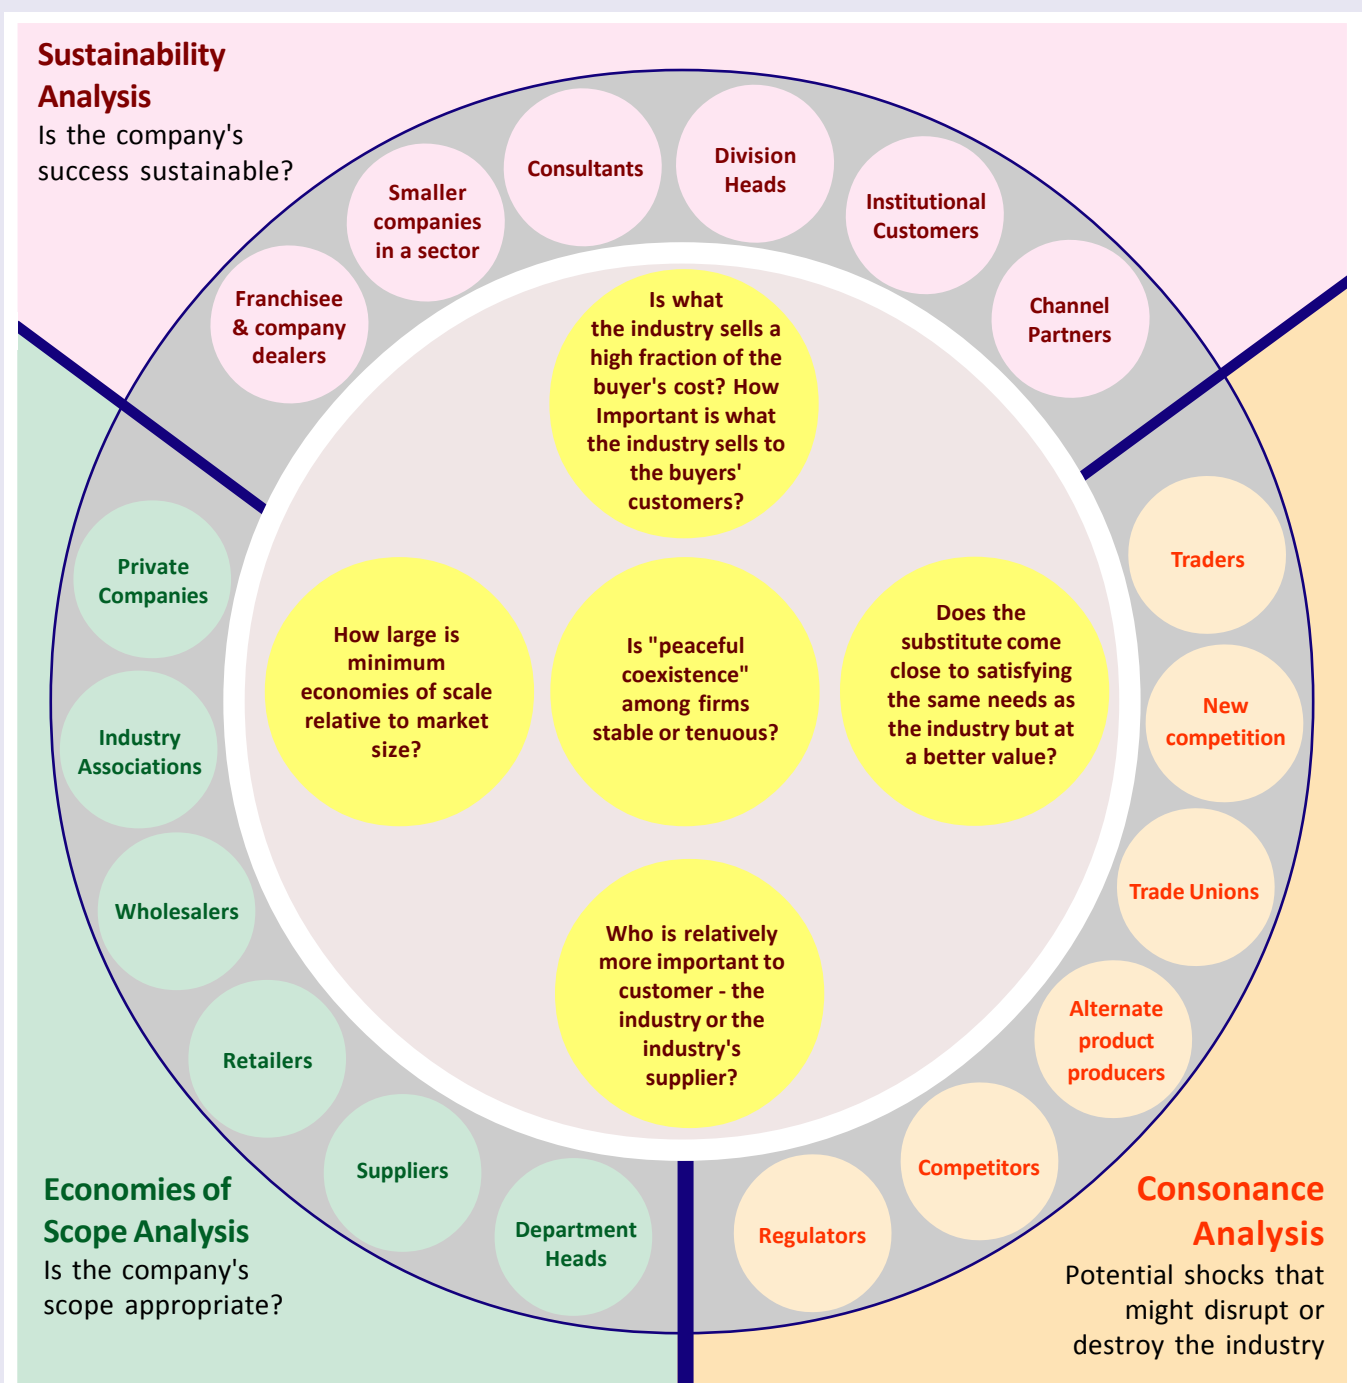 Sustainability
Analysis
Is the company's
success sustainable?
Consultants
Division
Heads
Smaller
companies
in a sector
Institutional
Customers
Franchisee
& company
dealers
Channel
Partners
Is what
the industry sells a
high fraction of the
buyer's cost? How
Important is what
the industry sells to
the buyers'
customers?
Private
Companies
Traders
How large is
minimum
economies of scale
relative to market
size?
Is "peaceful
coexistence"
among firms
stable or tenuous?
Does the
substitute come
close to satisfying
the same needs as
the industry but at
a better value?
Industry
Associations
New
competition
Wholesalers
Trade Unions
Who is relatively
more important to
customer - the
industry or the
industry's
supplier?
Retailers
Alternate
product
producers
Suppliers
Competitors
Department
Heads
Regulators
Economies of
Scope Analysis
Is the company's
scope appropriate?
Consonance
Analysis
Potential shocks that
might disrupt or
destroy the industry